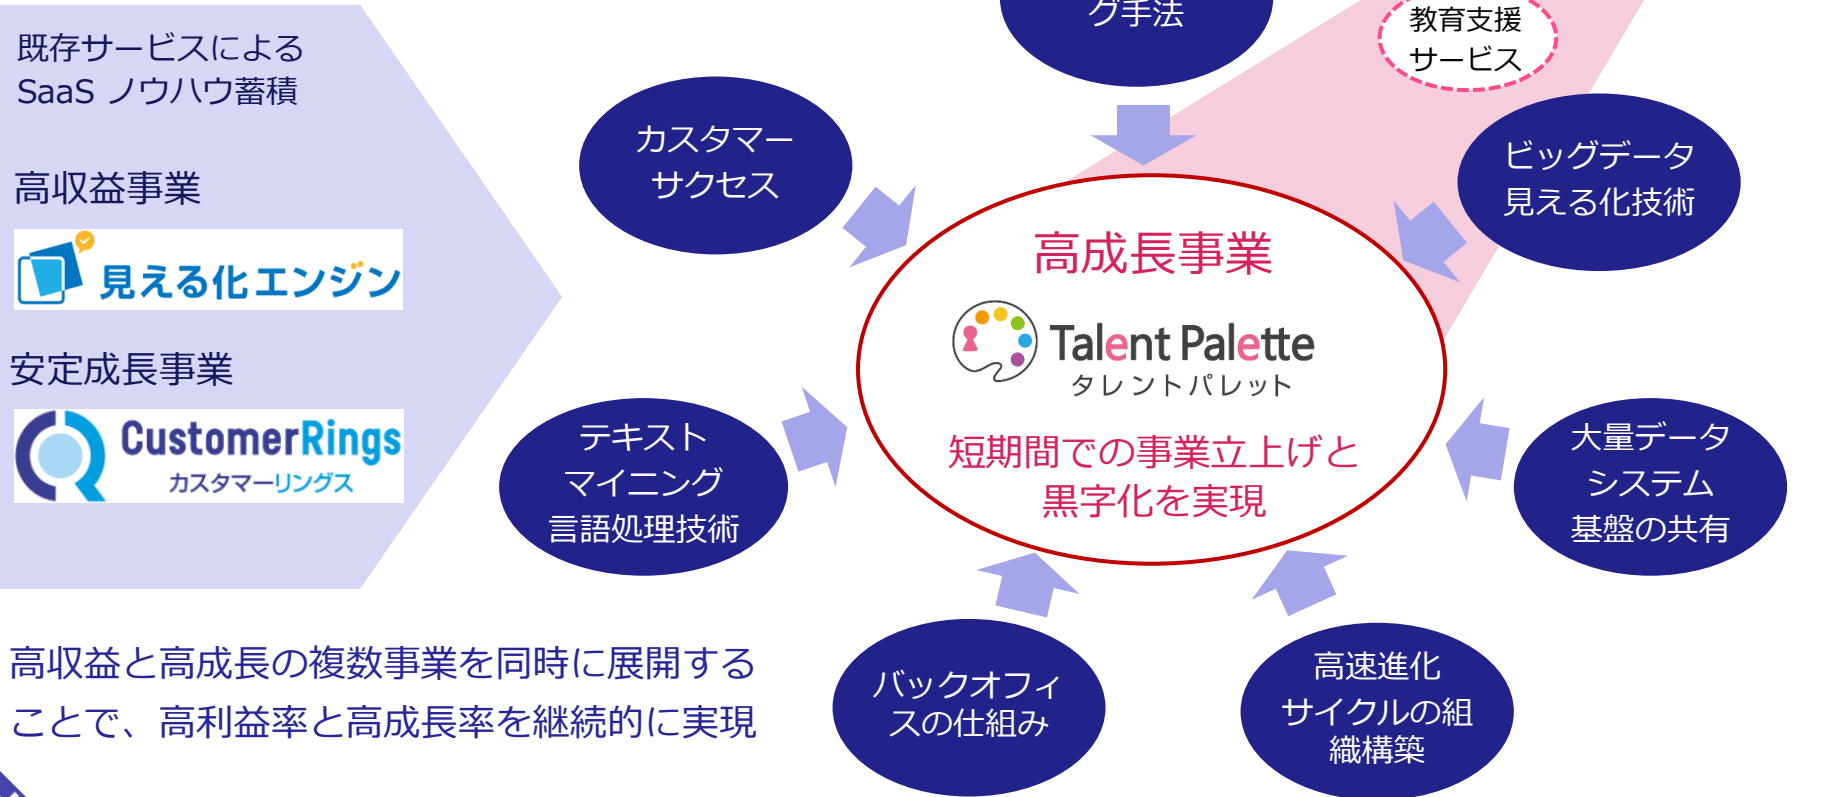 既存サービスによる
SaaS ノウハウ蓄積
高収益事業
見える化エンジン
安定成長事業
CustomerRings
カスタマーリングス
グ手法
教育支援
サービス
カスタマー
サクセス
ビッグデータ
見える化技術
高成長事業
Talent Palette
タレントパレット
短期間での事業立上げと
黒字化を実現
テキスト
マイニング
言語処理技術
大量データ
システム
基盤の共有
バックオフィ
スの仕組み
高速進化
サイクルの組
織構築
高収益と高成長の複数事業を同時に展開する
ことで、高利益率と高成長率を継続的に実現